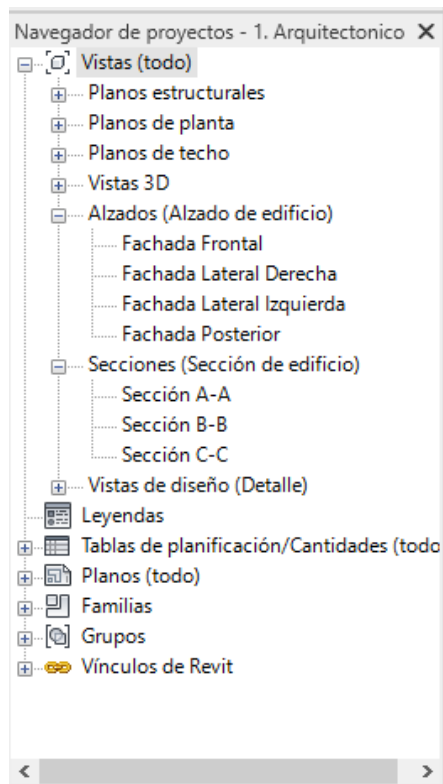 Navegador de proyectos - 1. Arquitectonico
Vistas (todo)
Planos estructurales
Planos de planta
Planos de techo
Vistas 3D
Alzados (Alzado de edificio)
Fachada Frontal
Fachada Lateral Derecha
Fachada Lateral Izquierda
Fachada Posterior
Secciones (Sección de edificio)
Sección A-A
Sección B-B
Sección C-C
Vistas de diseño (Detalle)
Leyendas
Tablas de planificación/Cantidades (todo
Planos (todo)
Familias
Grupos
Vínculos de Revit